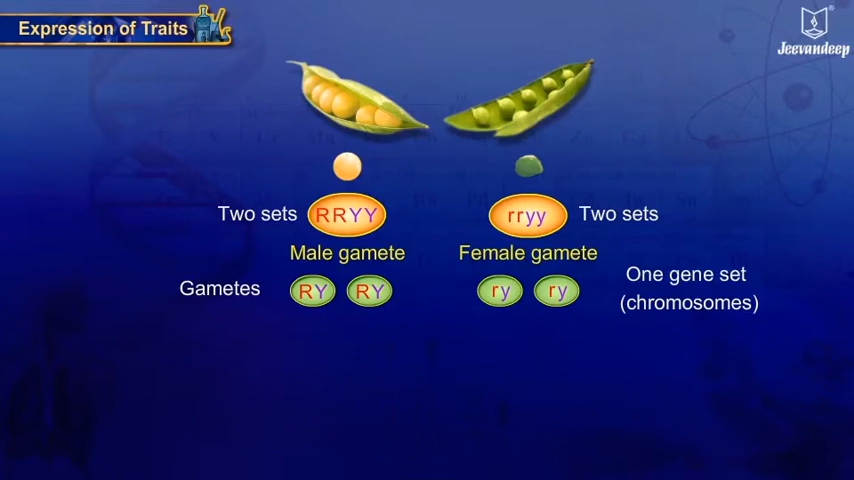 Expression of Traits
Jeevandeep
Two sets RRYY rryy Two sets
Male gamete Female gamete
Gametes RY RY ry ry One gene set
(chromosomes)